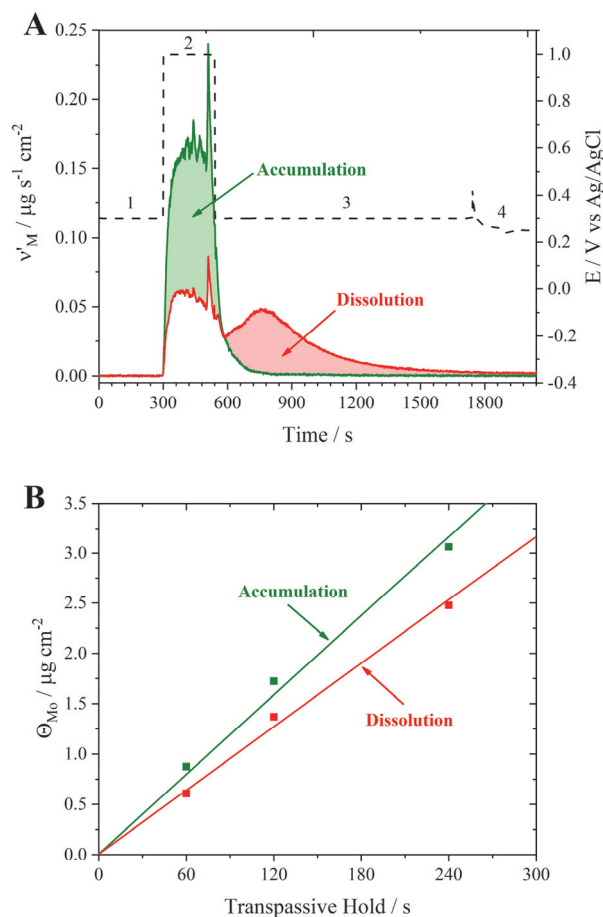 A
0.25
0.20
0.15
0.10
0.05
0.00
ν'M / μg s⁻¹ cm⁻²
1.0
0.8
0.6
0.4
0.2
0.0
-0.2
-0.4
E / V vs Ag/AgCl
1
2
3
4
Accumulation
Dissolution
0 300 600 900 1200 1500 1800
Time / s
B
3.5
3.0
2.5
2.0
1.5
1.0
0.5
0.0
ΘMo / μg cm⁻²
Accumulation
Dissolution
0 60 120 180 240 300
Transpassive Hold / s